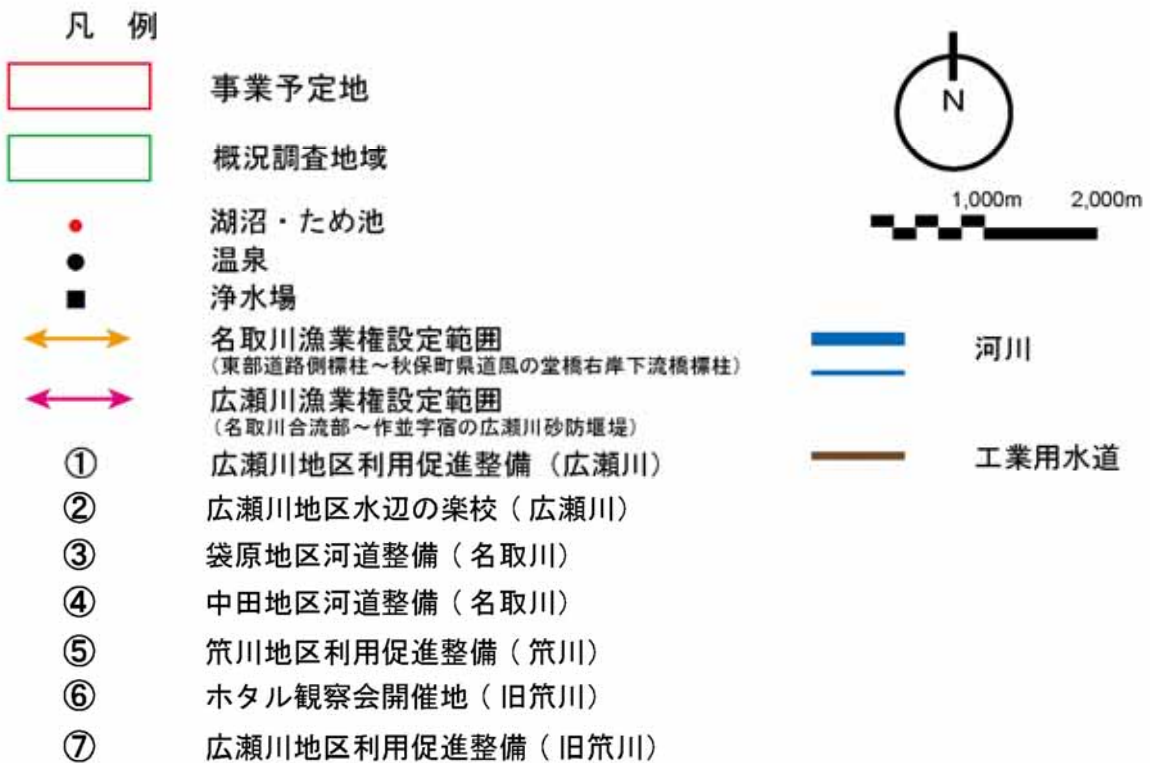 凡 例
事業予定地
概況調査地域
湖沼・ため池
温泉
浄水場
名取川漁業権設定範囲
(東部道路側標柱～秋保町県道風の堂橋右岸下流橋標柱)
広瀬川漁業権設定範囲
(名取川合流部～作並字宿の広瀬川砂防堰堤)
① 広瀬川地区利用促進整備(広瀬川)
② 広瀬川地区水辺の楽校(広瀬川)
③ 袋原地区河道整備(名取川)
④ 中田地区河道整備(名取川)
⑤ 笊川地区利用促進整備(笊川)
⑥ ホタル観察会開催地(旧笊川)
⑦ 広瀬川地区利用促進整備(旧笊川)
N
1,000m 2,000m
河川
工業用水道